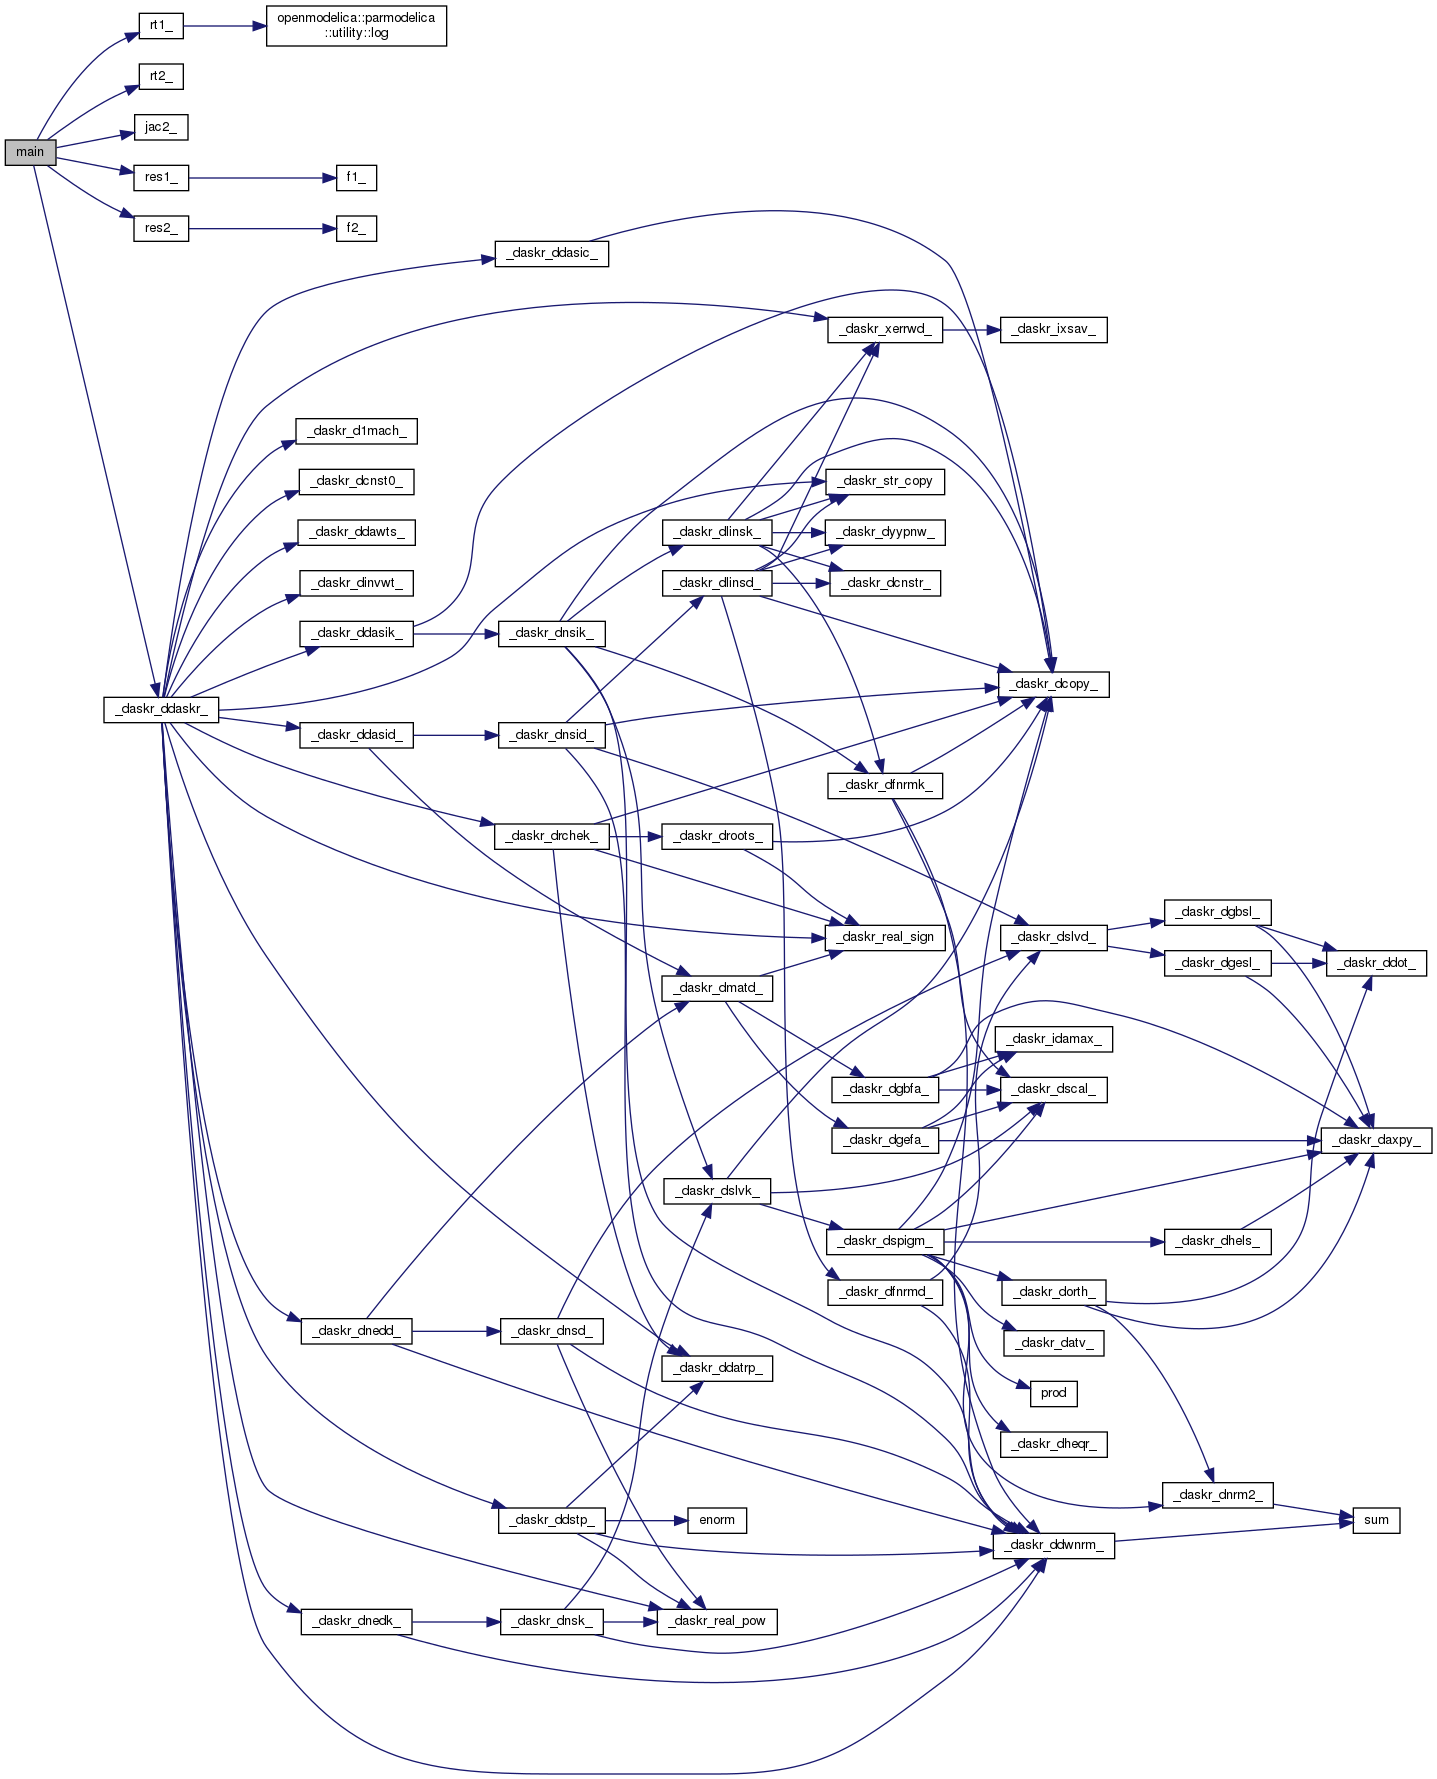 rt1_
openmodelica::parmodelica
::utility::log
rt2_
jac2_
main
res1_
f1_
res2_
f2_
_daskr_ddasic_
_daskr_xerrwd_
_daskr_ixsav_
_daskr_d1mach_
_daskr_dcnst0_
_daskr_str_copy
_daskr_ddawts_
_daskr_dlinsk_
_daskr_dyypnw_
_daskr_dinvwt_
_daskr_dlinsd_
_daskr_dcnstr_
_daskr_ddasik_
_daskr_dnsik_
_daskr_dcopy_
_daskr_ddaskr_
_daskr_ddasid_
_daskr_dnsid_
_daskr_dfnrmk_
_daskr_drchek_
_daskr_droots_
_daskr_dgbsl_
_daskr_real_sign
_daskr_dslvd_
_daskr_dgesl_
_daskr_ddot_
_daskr_dmatd_
_daskr_idamax_
_daskr_dgbfa_
_daskr_dscal_
_daskr_dgefa_
_daskr_daxpy_
_daskr_dslvk_
_daskr_dspigm_
_daskr_dhels_
_daskr_dfnrmd_
_daskr_dorth_
_daskr_dnedd_
_daskr_dnsd_
_daskr_datv_
_daskr_ddatrp_
prod
_daskr_dheqr_
_daskr_dnrm2_
_daskr_ddstp_
enorm
sum
_daskr_ddwnrm_
_daskr_dnedk_
_daskr_dnsk_
_daskr_real_pow